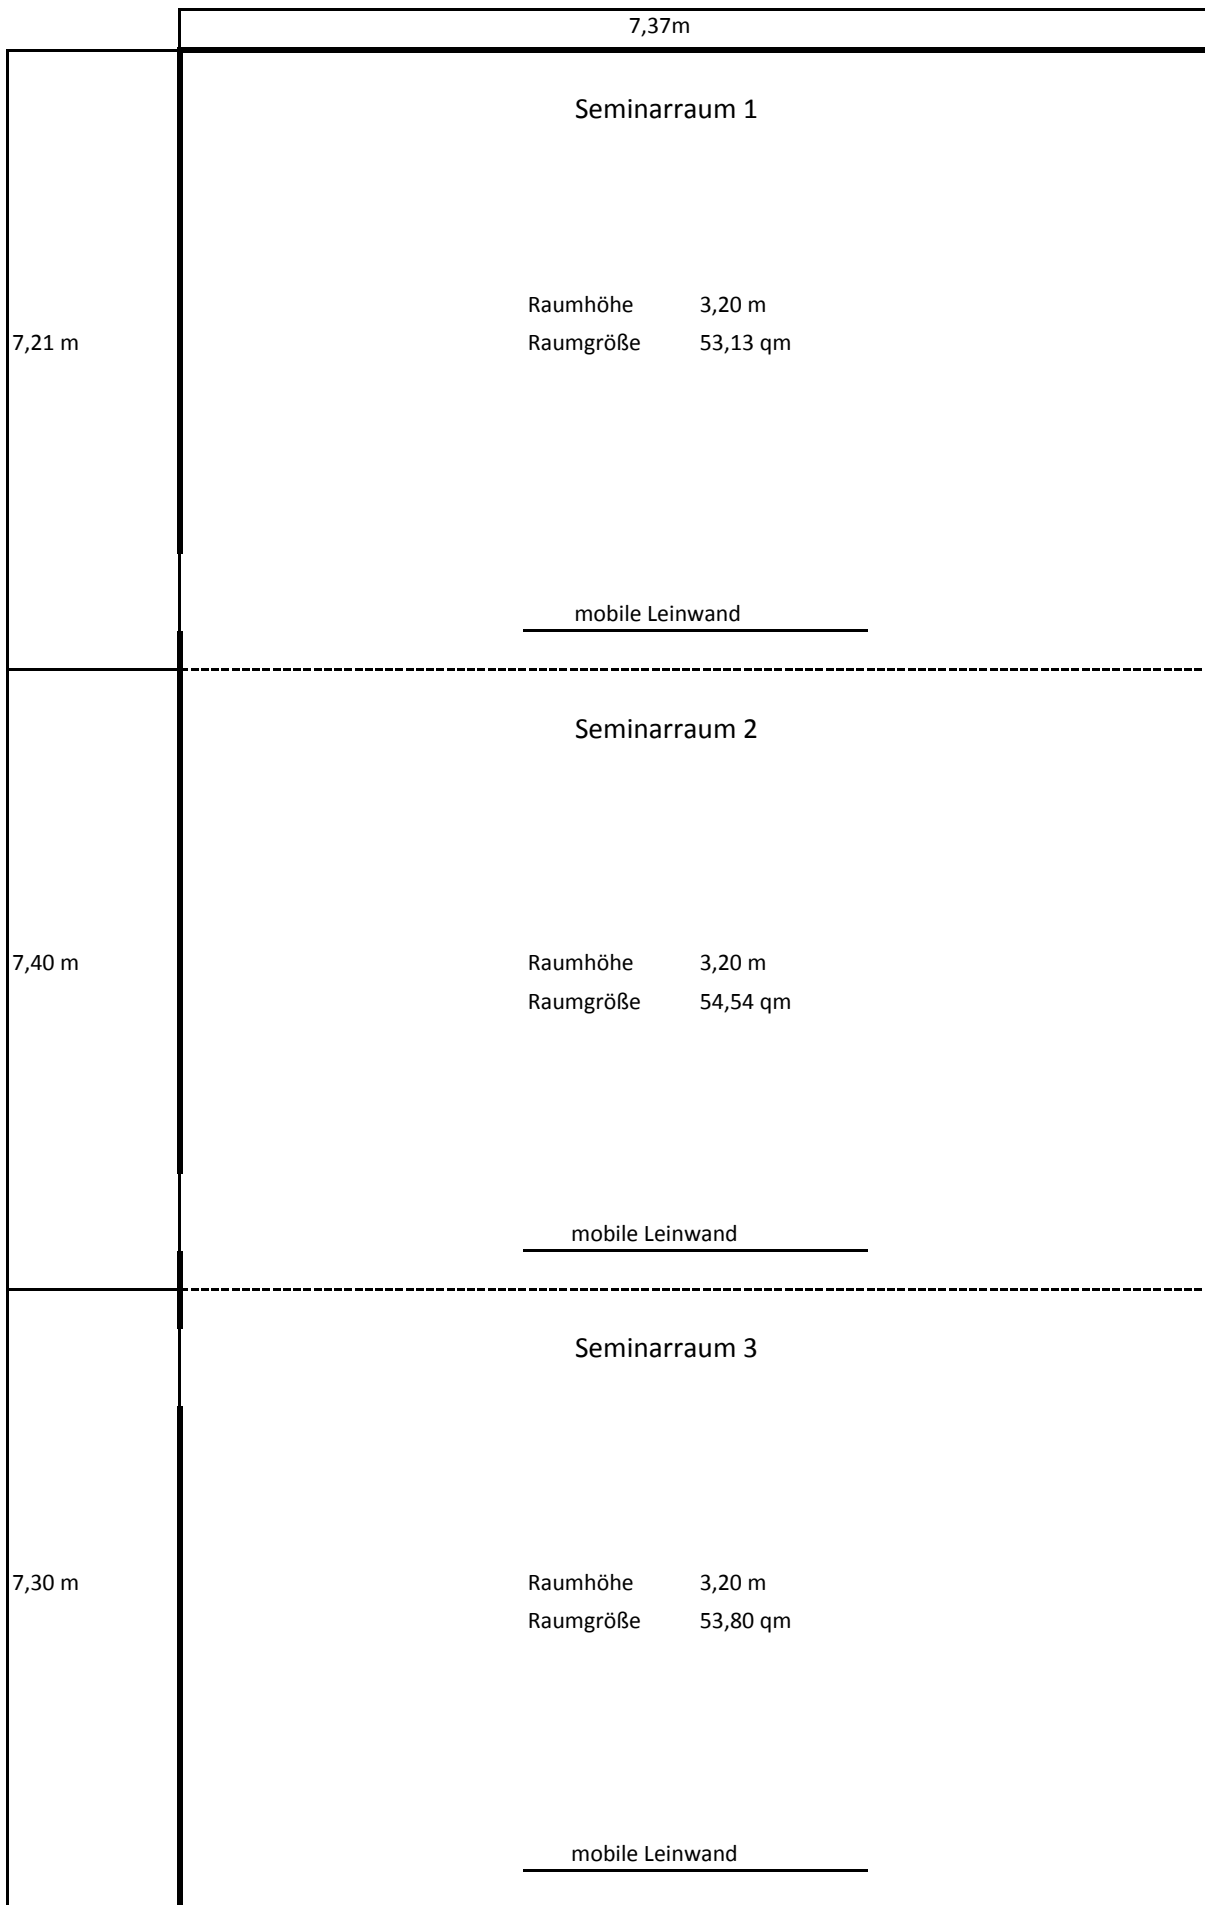 7,37m
Seminarraum 1
Raumhöhe 3,20 m
7,21 m Raumgröße 53,13 qm
mobile Leinwand
Seminarraum 2
7,40 m Raumhöhe 3,20 m
Raumgröße 54,54 qm
mobile Leinwand
Seminarraum 3
7,30 m Raumhöhe 3,20 m
Raumgröße 53,80 qm
mobile Leinwand